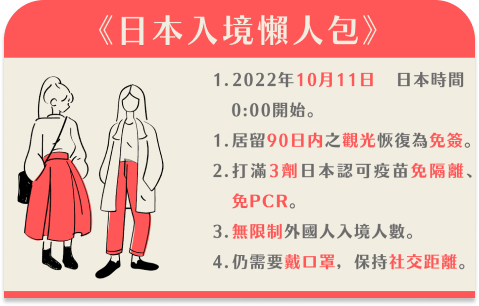 《日本入境懶人包》
1. 2022年10月11日　日本時間
0:00開始。
1. 居留90日內之觀光恢復為免簽。
2. 打滿3劑日本認可疫苗免隔離、
免PCR。
3. 無限制外國人入境人數。
4. 仍需要戴口罩，保持社交距離。